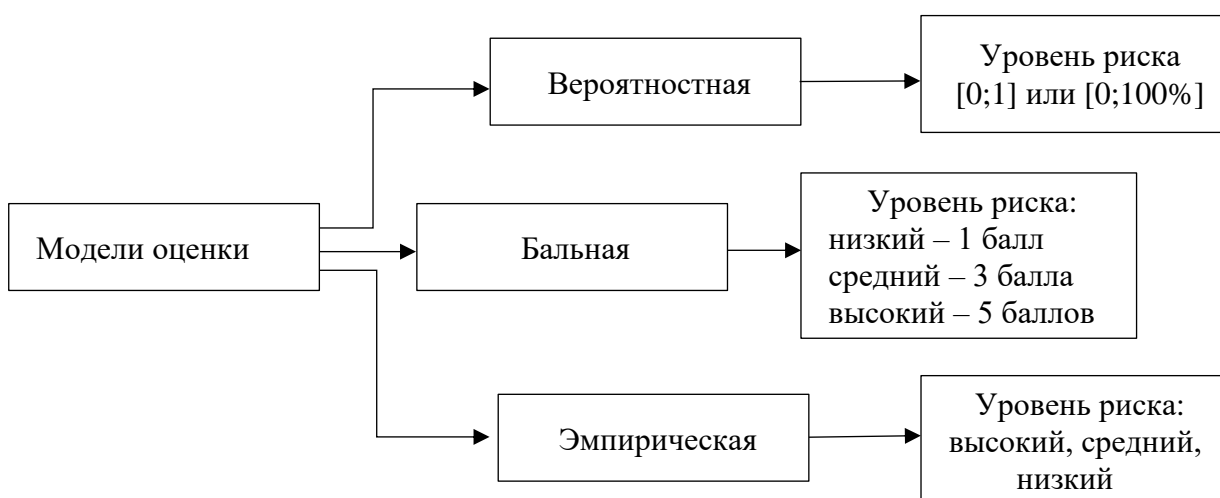 Вероятностная
Уровень риска
[0;1] или [0;100%]
Модели оценки
Бальная
Уровень риска:
низкий – 1 балл
средний – 3 балла
высокий – 5 баллов
Эмпирическая
Уровень риска:
высокий, средний,
низкий